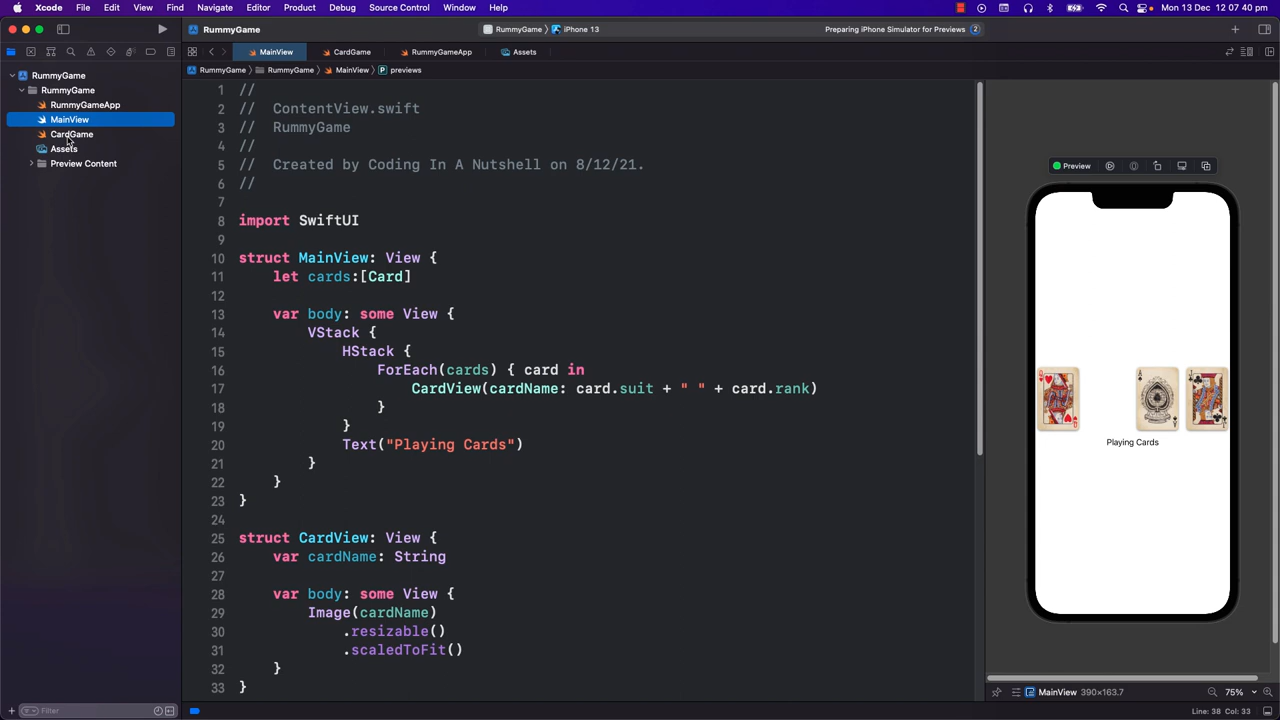 Xcode File Edit View Find Navigate Editor Product Debug Source Control Window Help Mon 13 Dec 12 07 40 pm
RummyGame RummyGame 〉 iPhone 13 Preparing iPhone Simulator for Previews 2
MainView CardGame RummyGameApp Assets
RummyGame 〉 RummyGame 〉 MainView 〉 P previews
RummyGame
RummyGame
RummyGameApp
MainView
CardGame
Assets
Preview Content
1 //
2 // ContentView.swift
3 // RummyGame
4 //
5 // Created by Coding In A Nutshell on 8/12/21.
6 //
7
8 import SwiftUI
9
10 struct MainView: View {
11 let cards:[Card]
12
13 var body: some View {
14 VStack {
15 HStack {
16 ForEach(cards) { card in
17 CardView(cardName: card.suit + " " + card.rank)
18 }
19 }
20 Text("Playing Cards")
21 }
22 }
23 }
24
25 struct CardView: View {
26 var cardName: String
27
28 var body: some View {
29 Image(cardName)
30 .resizable()
31 .scaledToFit()
32 }
33 }
Preview
Playing Cards
MainView 390×163.7 75%
Filter
Line: 38 Col: 33